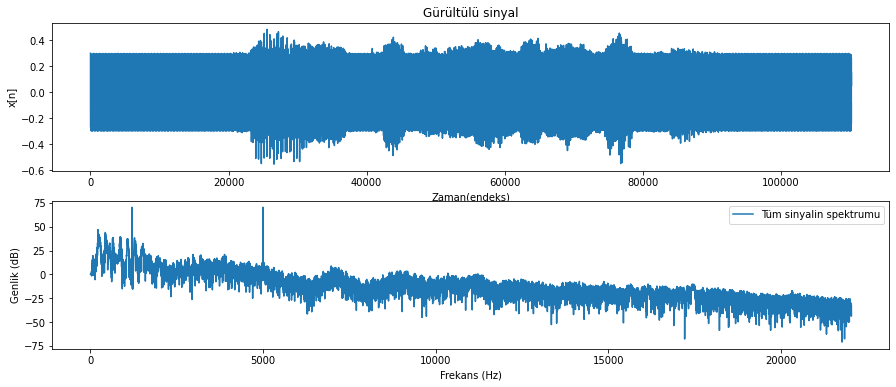 Gürültülü sinyal
0.4
0.2
0.0
−0.2
−0.4
−0.6
x[n]
0 20000 40000 60000 80000 100000
Zaman(endeks)
75
50
25
0
−25
−50
−75
Genlik (dB)
Tüm sinyalin spektrumu
0 5000 10000 15000 20000
Frekans (Hz)